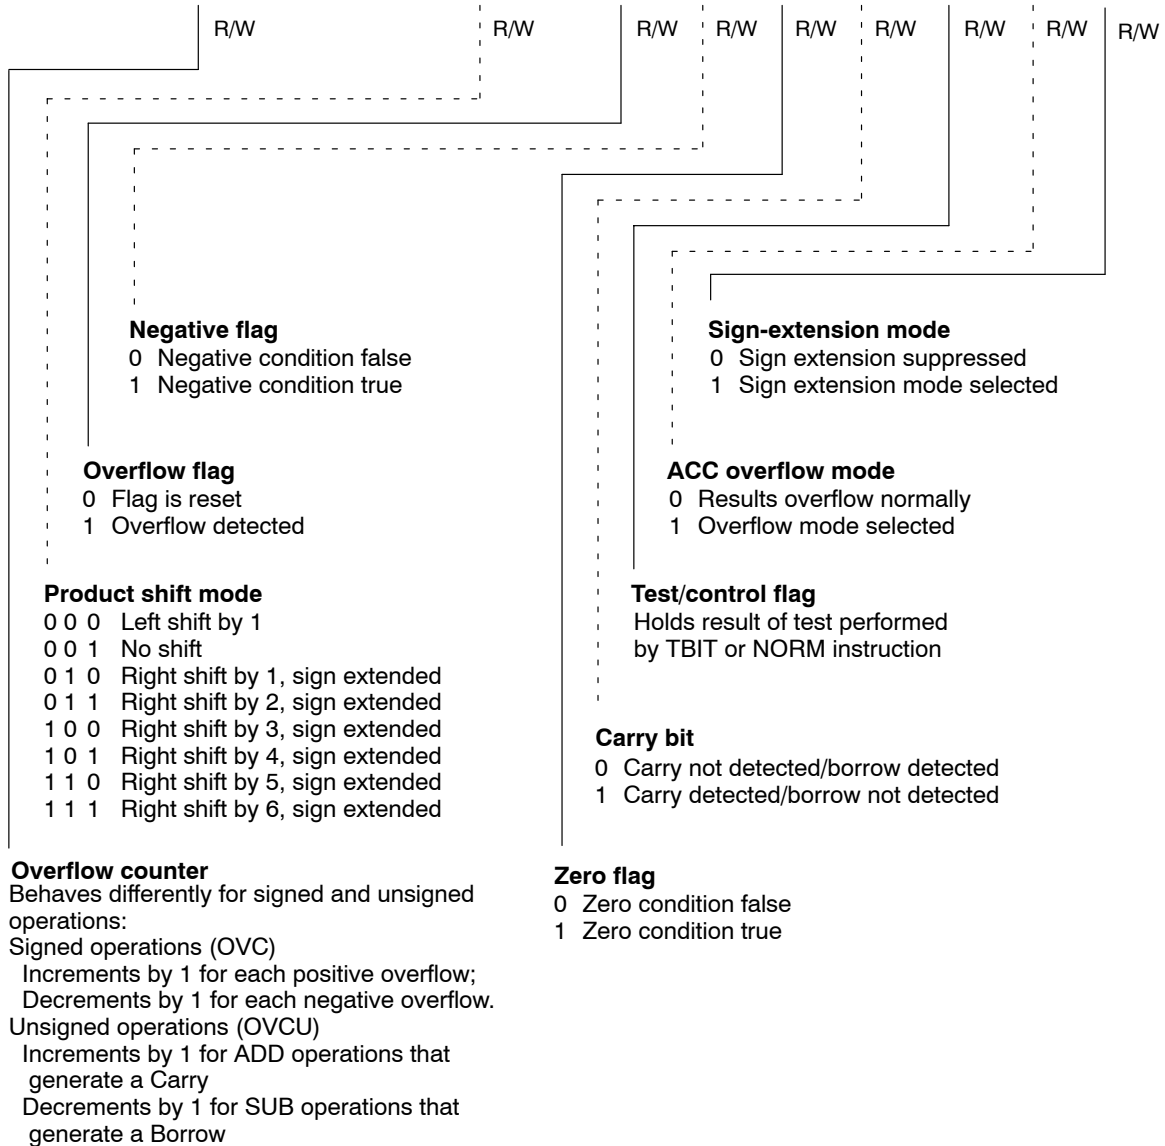 R/W R/W R/W R/W R/W R/W R/W R/W R/W
Negative flag
0 Negative condition false
1 Negative condition true
Sign-extension mode
0 Sign extension suppressed
1 Sign extension mode selected
Overflow flag
0 Flag is reset
1 Overflow detected
ACC overflow mode
0 Results overflow normally
1 Overflow mode selected
Product shift mode
0 0 0 Left shift by 1
0 0 1 No shift
0 1 0 Right shift by 1, sign extended
0 1 1 Right shift by 2, sign extended
1 0 0 Right shift by 3, sign extended
1 0 1 Right shift by 4, sign extended
1 1 0 Right shift by 5, sign extended
1 1 1 Right shift by 6, sign extended
Test/control flag
Holds result of test performed
by TBIT or NORM instruction
Carry bit
0 Carry not detected/borrow detected
1 Carry detected/borrow not detected
Overflow counter
Behaves differently for signed and unsigned
operations:
Signed operations (OVC)
Increments by 1 for each positive overflow;
Decrements by 1 for each negative overflow.
Unsigned operations (OVCU)
Increments by 1 for ADD operations that
generate a Carry
Decrements by 1 for SUB operations that
generate a Borrow
Zero flag
0 Zero condition false
1 Zero condition true